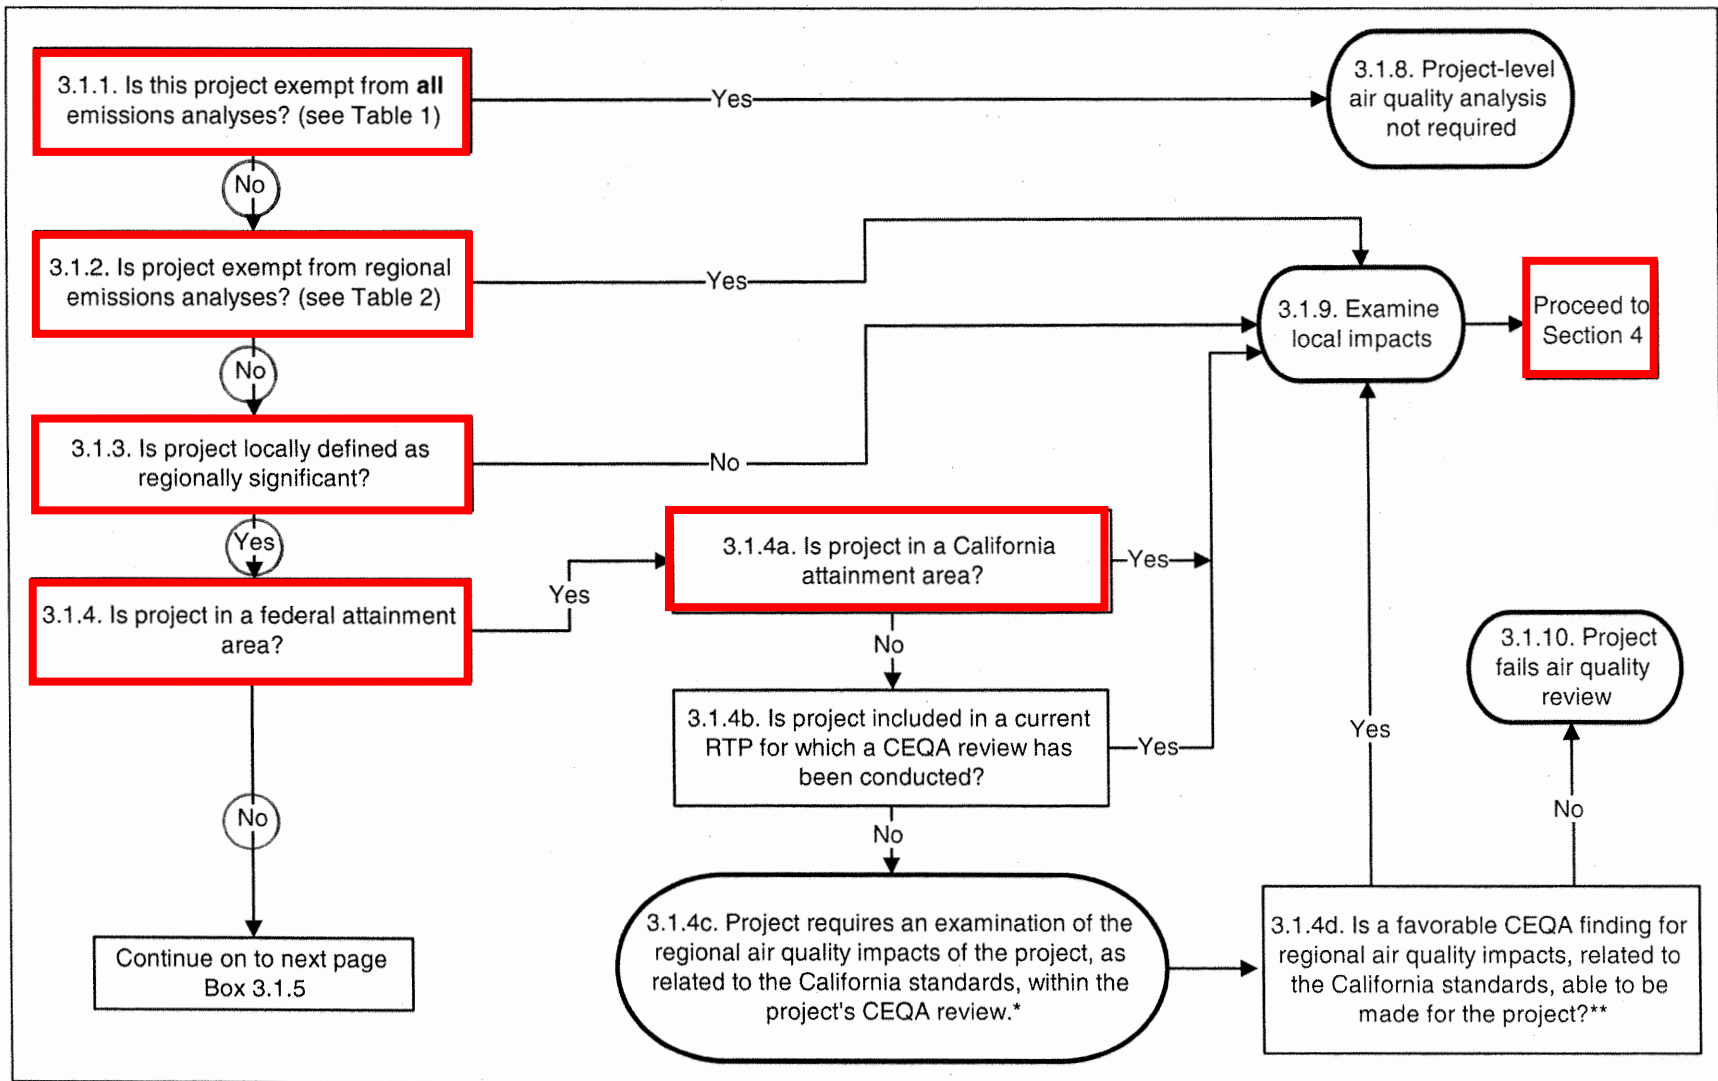 3.1.1. Is this project exempt from all
emissions analyses? (see Table 1)
Yes
3.1.8. Project-level
air quality analysis
not required
No
3.1.2. Is project exempt from regional
emissions analyses? (see Table 2)
Yes
3.1.9. Examine
local impacts
Proceed to
Section 4
No
3.1.3. Is project locally defined as
regionally significant?
No
Yes
3.1.4. Is project in a federal attainment
area?
Yes
3.1.4a. Is project in a California
attainment area?
Yes
No
3.1.4b. Is project included in a current
RTP for which a CEQA review has
been conducted?
Yes
No
3.1.4c. Project requires an examination of the
regional air quality impacts of the project, as
related to the California standards, within the
project's CEQA review.*
3.1.4d. Is a favorable CEQA finding for
regional air quality impacts, related to
the California standards, able to be
made for the project?**
Yes
No
3.1.10. Project
fails air quality
review
No
Continue on to next page
Box 3.1.5